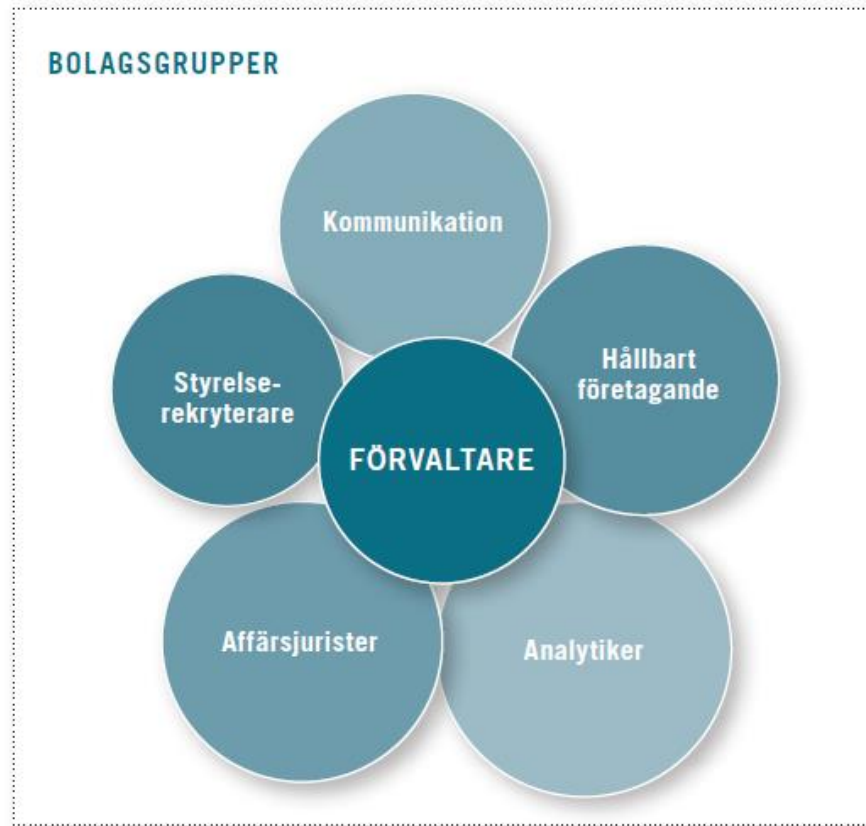 BOLAGSGRUPPER
Kommunikation
Hållbart
företagande
Styrelse-
rekryterare
FÖRVALTARE
Affärsjurister
Analytiker